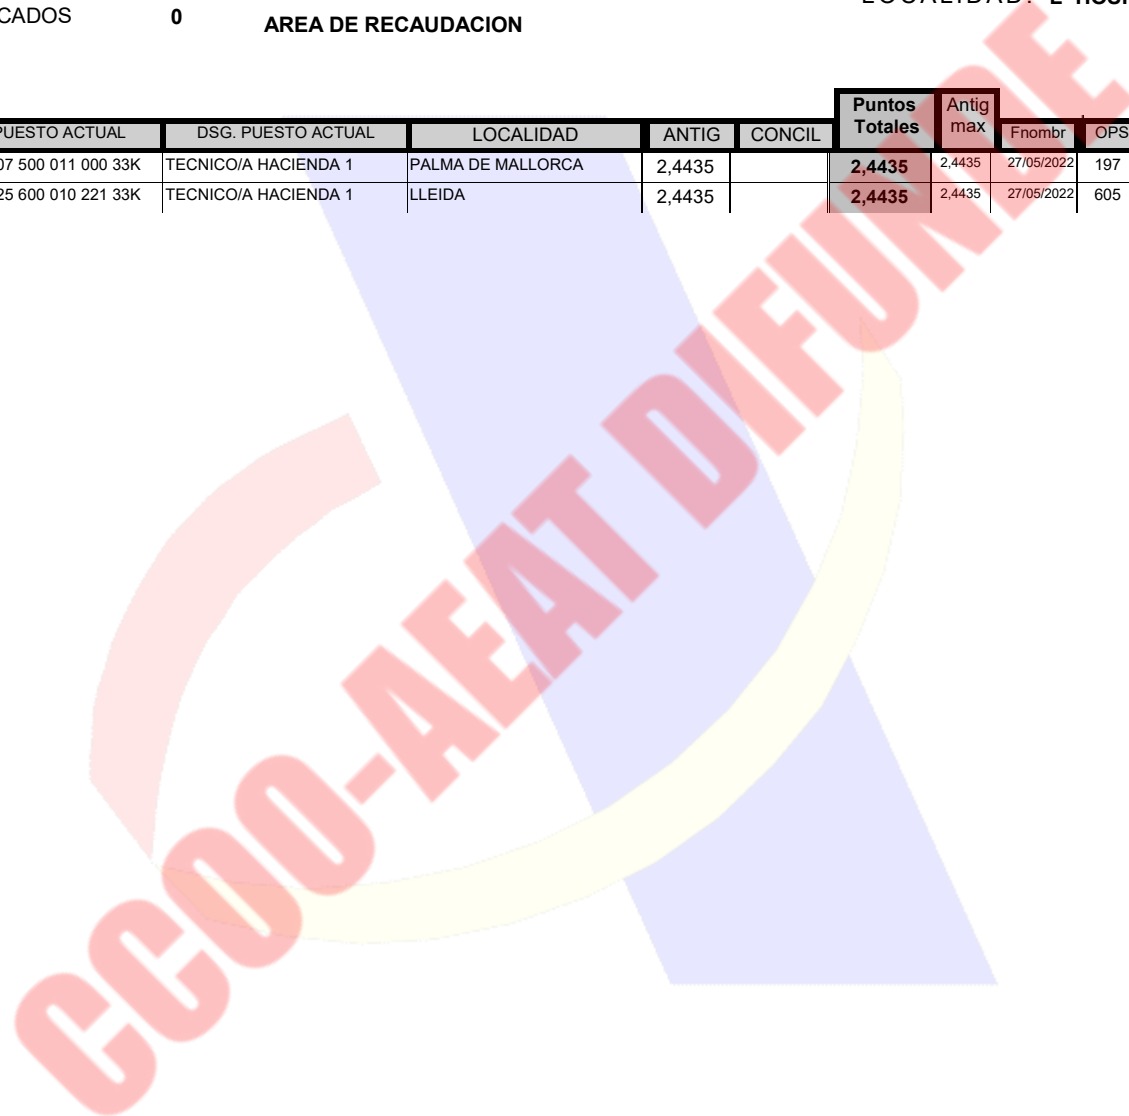 CADOS 0 AREA DE RECAUDACION LOCALIDAD:
PUESTO ACTUAL DSG. PUESTO ACTUAL LOCALIDAD ANTIG CONCIL Puntos Totales Antig max Fnombr OPS
07 500 011 000 33K TECNICO/A HACIENDA 1 PALMA DE MALLORCA 2,4435 2,4435 2,4435 27/05/2022 197
25 600 010 221 33K TECNICO/A HACIENDA 1 LLEIDA 2,4435 2,4435 2,4435 27/05/2022 605
CCOO-AEAT DIFUNDE